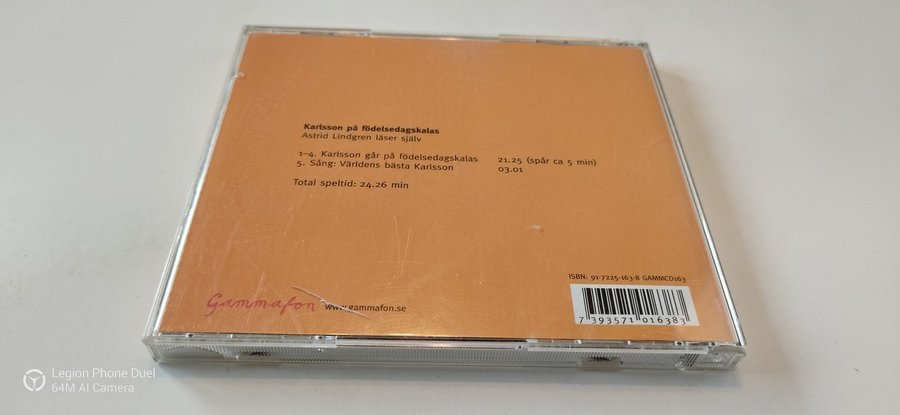 Karlsson på födelsedagskalas
Astrid Lindgren läser själv
1–4. Karlsson går på födelsedagskalas 21.25 (spår ca 5 min)
5. Sång: Världens bästa Karlsson 03.01
Total speltid: 24.26 min
ISBN: 91-7225-163-8 GAMMCD163
Gammafon www.gammafon.se
7 393571 016383
Legion Phone Duel
64M AI Camera